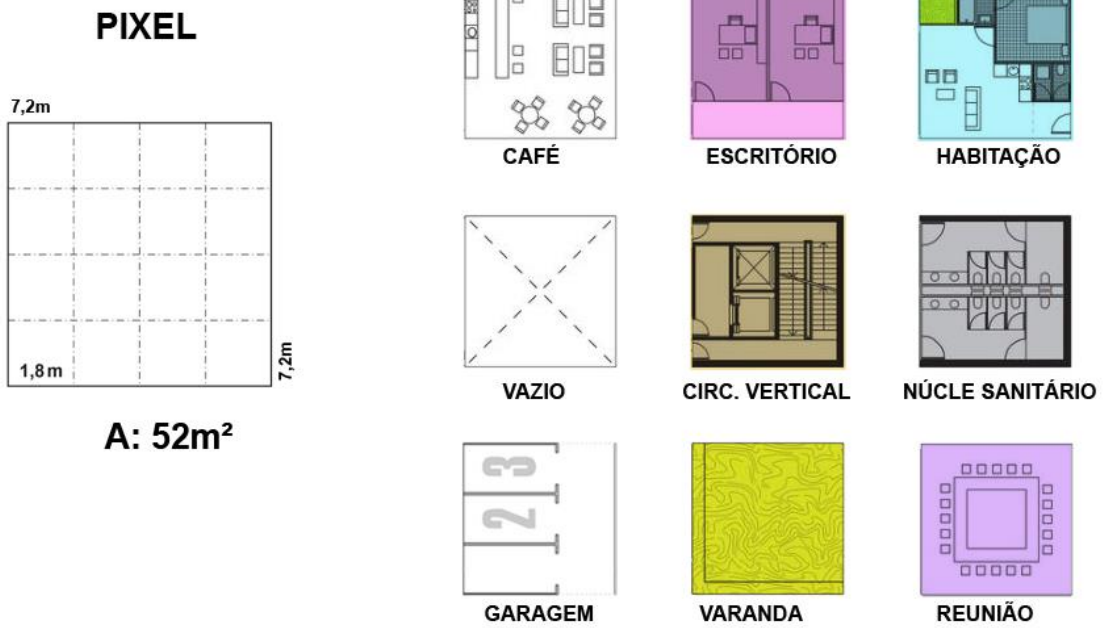 PIXEL
7,2m
1,8m
7,2m
A: 52m²
CAFÉ
ESCRITÓRIO
HABITAÇÃO
VAZIO
CIRC. VERTICAL
NÚCLE SANITÁRIO
3
2
GARAGEM
VARANDA
REUNIÃO